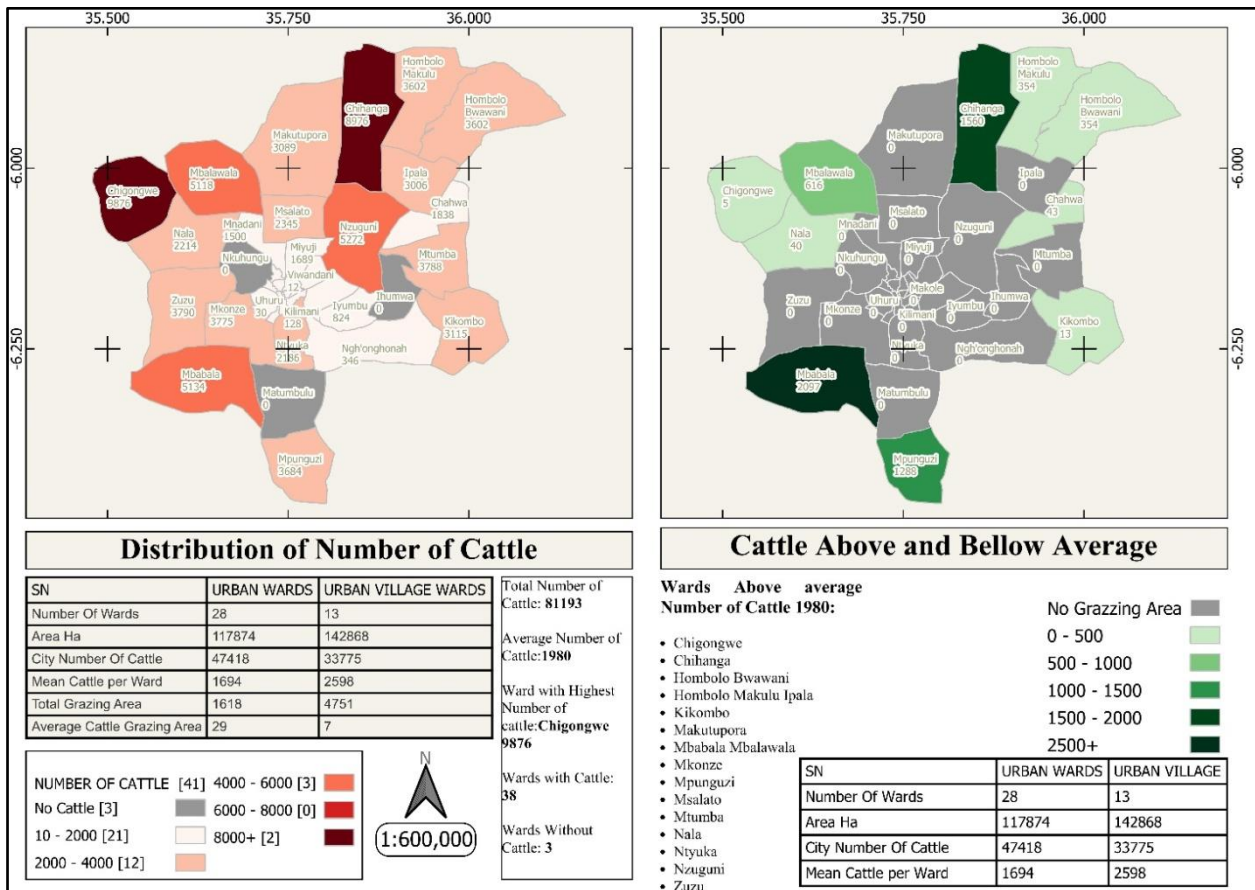 35.500 35.750 36.000
-6.000
-6.250
Hombolo
Makulu
3602
Hombolo
Bwawani
3602
Chihanga
8976
Makutupora
3089
Mbalawala
5118
Chigongwe
9876
Ipala
3006
Chahwa
1838
Msalato
2345
Nzuguni
5272
Nala
2214
Mnadani
1500
Miyuji
1689
Mtumba
3788
Nkuhungu
0
Viwandani
12
Ihumwa
0
Zuzu
3790
Mkonze
3775
Uhuru
30
Kilimani
128
Iyumbu
824
Kikombo
3115
Ntyuka
2186
Ngh'onghonah
346
Mbabala
5134
Matumbulu
0
Mpunguzi
3684
Distribution of Number of Cattle
SN URBAN WARDS URBAN VILLAGE WARDS
Number Of Wards 28 13
Area Ha 117874 142868
City Number Of Cattle 47418 33775
Mean Cattle per Ward 1694 2598
Total Grazing Area 1618 4751
Average Cattle Grazing Area 29 7
Total Number of
Cattle: 81193
Average Number of
Cattle:1980
Ward with Highest
Number of
cattle:Chigongwe
9876
Wards with Cattle:
38
Wards Without
Cattle: 3
NUMBER OF CATTLE [41]
No Cattle [3]
10 - 2000 [21]
2000 - 4000 [12]
4000 - 6000 [3]
6000 - 8000 [0]
8000+ [2]
N
1:600,000
35.500 35.750 36.000
-6.000
-6.250
Hombolo
Makulu
354
Hombolo
Bwawani
354
Chihanga
1560
Makutupora
0
Mbalawala
616
Chigongwe
5
Ipala
0
Chahwa
43
Msalato
0
Nzuguni
0
Nala
40
Mnadani
0
Miyuji
0
Mtumba
0
Nkuhungu
0
Makole
0
Ihumwa
0
Zuzu
0
Mkonze
0
Uhuru
0
Kilimani
0
Iyumbu
0
Kikombo
13
Ntyuka
0
Ngh'onghonah
0
Mbabala
2097
Matumbulu
0
Mpunguzi
1288
Cattle Above and Bellow Average
Wards Above average
Number of Cattle 1980:
• Chigongwe
• Chihanga
• Hombolo Bwawani
• Hombolo Makulu Ipala
• Kikombo
• Makutupora
• Mbabala Mbalawala
• Mkonze
• Mpunguzi
• Msalato
• Mtumba
• Nala
• Ntyuka
• Nzuguni
• Zuzu
No Grazzing Area
0 - 500
500 - 1000
1000 - 1500
1500 - 2000
2500+
SN URBAN WARDS URBAN VILLAGE
Number Of Wards 28 13
Area Ha 117874 142868
City Number Of Cattle 47418 33775
Mean Cattle per Ward 1694 2598